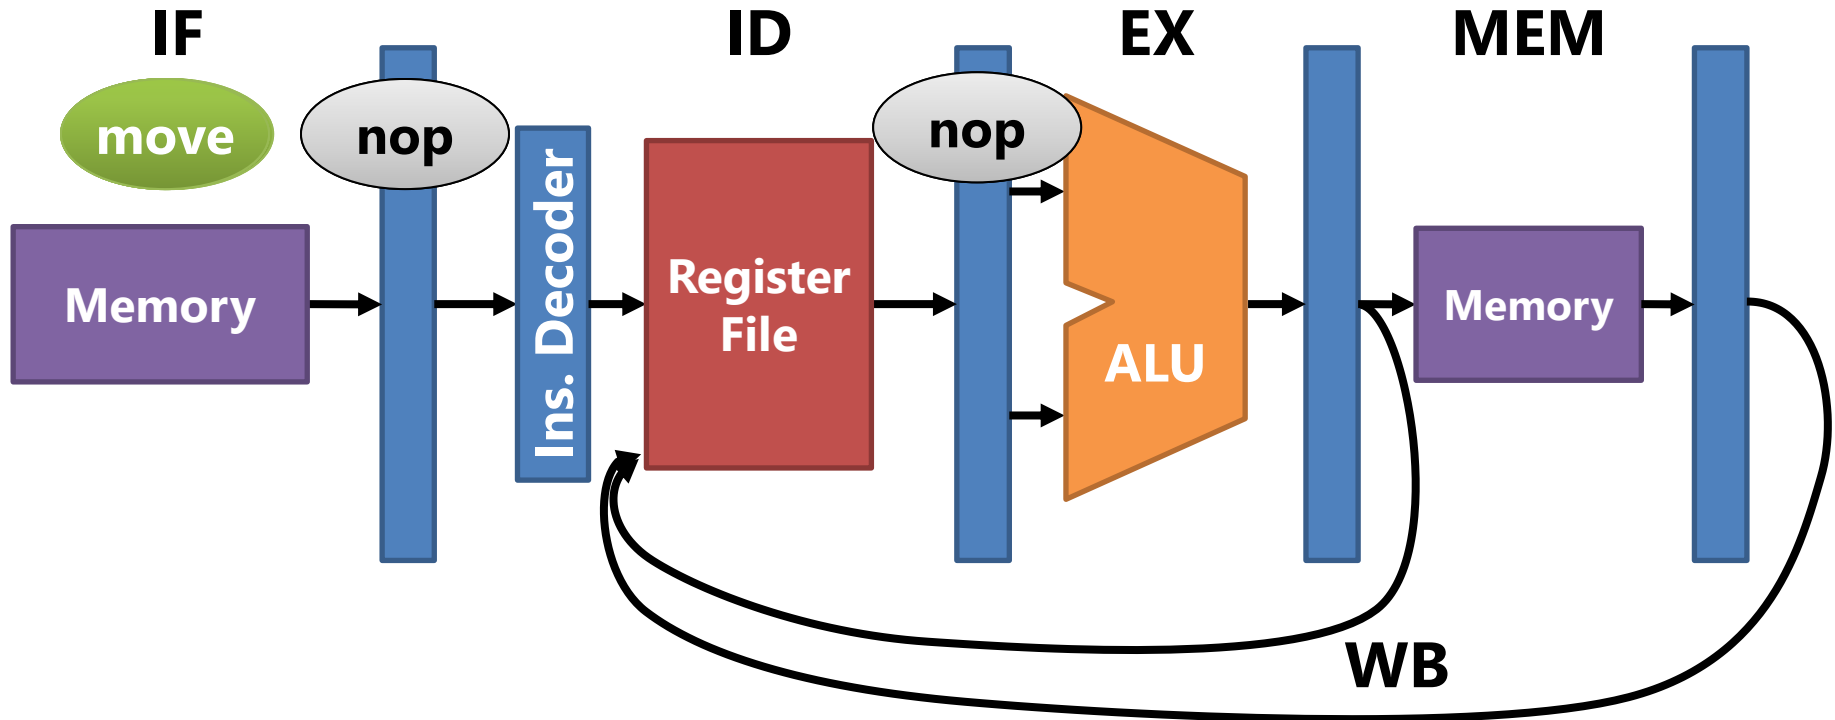 IF
ID
EX
MEM
move
nop
nop
Ins. Decoder
Memory
Register
File
ALU
Memory
WB